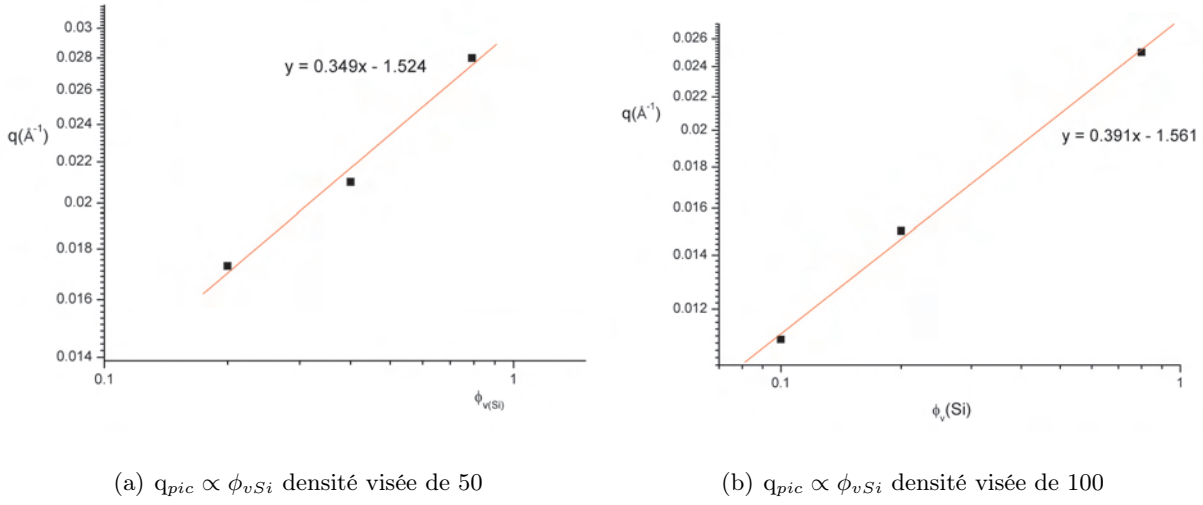 0.03
0.028
0.026
0.024
0.022
0.02
0.018
0.016
0.014
q(Å⁻¹)
y = 0.349x - 1.524
0.1
1
ϕv(Si)
0.026
0.024
0.022
0.02
0.018
0.016
0.014
0.012
q(Å⁻¹)
y = 0.391x - 1.561
0.1
1
ϕv(Si)
(a) qpic ∝ ϕvSi densité visée de 50
(b) qpic ∝ ϕvSi densité visée de 100